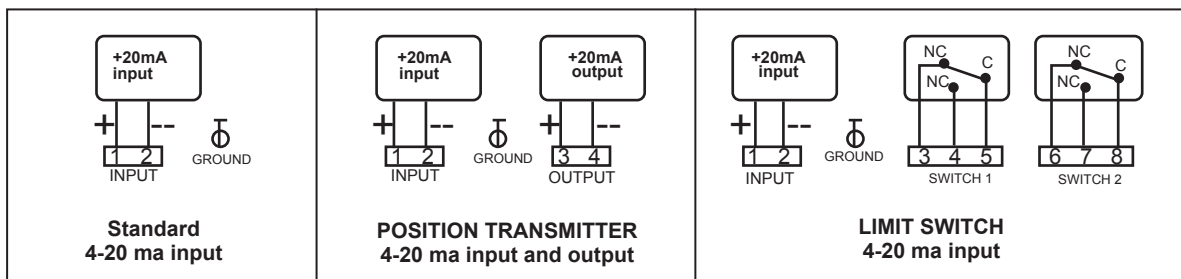 +20mA
input
+ --
1 2
GROUND
INPUT
Standard
4-20 ma input
+20mA
input
+20mA
output
+ --
+ --
1 2
GROUND
3 4
INPUT
OUTPUT
POSITION TRANSMITTER
4-20 ma input and output
+20mA
input
NC
C
NC
NC
C
NC
+ --
1 2
GROUND
3 4 5
6 7 8
INPUT
SWITCH 1
SWITCH 2
LIMIT SWITCH
4-20 ma input